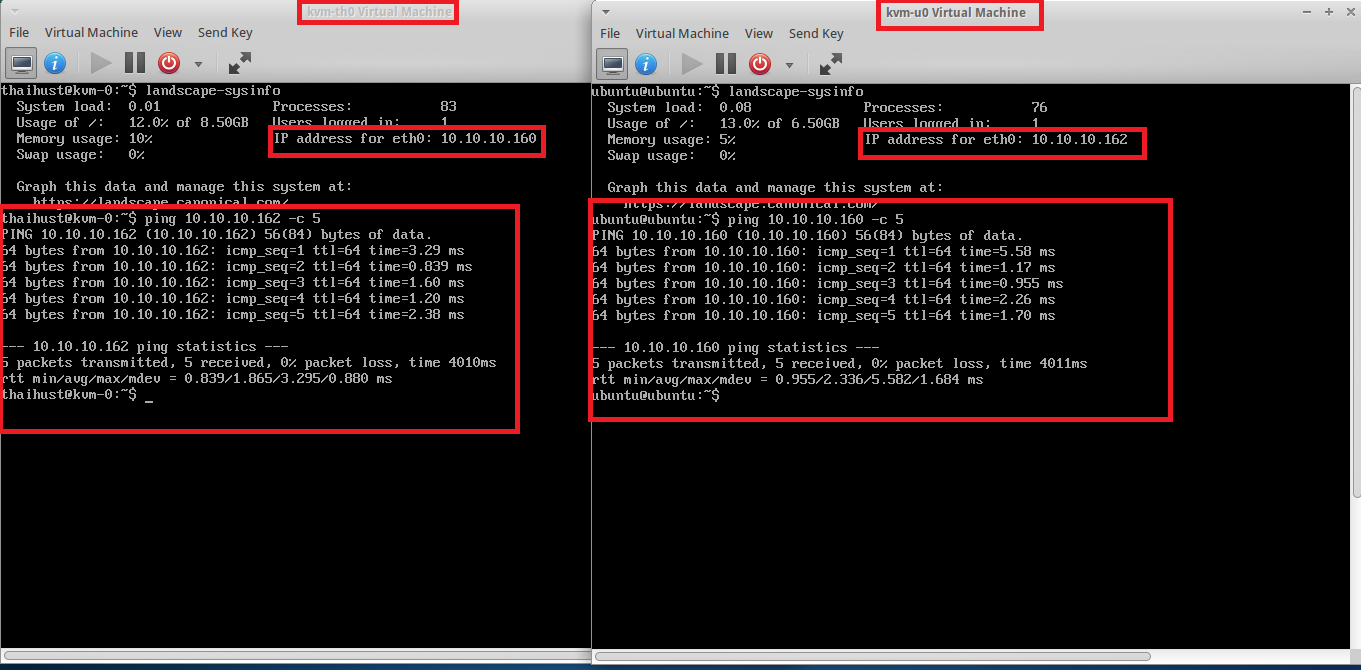 kvm-th0 Virtual Machine
File Virtual Machine View Send Key
thaihust@kvm-0:~$ landscape-sysinfo
System load: 0.01 Processes: 83
Usage of /: 12.0% of 8.50GB Users logged in: 1
Memory usage: 10% IP address for eth0: 10.10.10.160
Swap usage: 0%
Graph this data and manage this system at:
https://landscape.canonical.com/
thaihust@kvm-0:~$ ping 10.10.10.162 -c 5
PING 10.10.10.162 (10.10.10.162) 56(84) bytes of data.
64 bytes from 10.10.10.162: icmp_seq=1 ttl=64 time=3.29 ms
64 bytes from 10.10.10.162: icmp_seq=2 ttl=64 time=0.839 ms
64 bytes from 10.10.10.162: icmp_seq=3 ttl=64 time=1.60 ms
64 bytes from 10.10.10.162: icmp_seq=4 ttl=64 time=1.20 ms
64 bytes from 10.10.10.162: icmp_seq=5 ttl=64 time=2.38 ms
--- 10.10.10.162 ping statistics ---
5 packets transmitted, 5 received, 0% packet loss, time 4010ms
rtt min/avg/max/mdev = 0.839/1.865/3.295/0.880 ms
thaihust@kvm-0:~$ _
kvm-u0 Virtual Machine
File Virtual Machine View Send Key
ubuntu@ubuntu:~$ landscape-sysinfo
System load: 0.08 Processes: 76
Usage of /: 13.0% of 6.50GB Users logged in: 1
Memory usage: 5% IP address for eth0: 10.10.10.162
Swap usage: 0%
Graph this data and manage this system at:
https://landscape.canonical.com/
ubuntu@ubuntu:~$ ping 10.10.10.160 -c 5
PING 10.10.10.160 (10.10.10.160) 56(84) bytes of data.
64 bytes from 10.10.10.160: icmp_seq=1 ttl=64 time=5.58 ms
64 bytes from 10.10.10.160: icmp_seq=2 ttl=64 time=1.17 ms
64 bytes from 10.10.10.160: icmp_seq=3 ttl=64 time=0.955 ms
64 bytes from 10.10.10.160: icmp_seq=4 ttl=64 time=2.26 ms
64 bytes from 10.10.10.160: icmp_seq=5 ttl=64 time=1.70 ms
--- 10.10.10.160 ping statistics ---
5 packets transmitted, 5 received, 0% packet loss, time 4011ms
rtt min/avg/max/mdev = 0.955/2.336/5.582/1.684 ms
ubuntu@ubuntu:~$